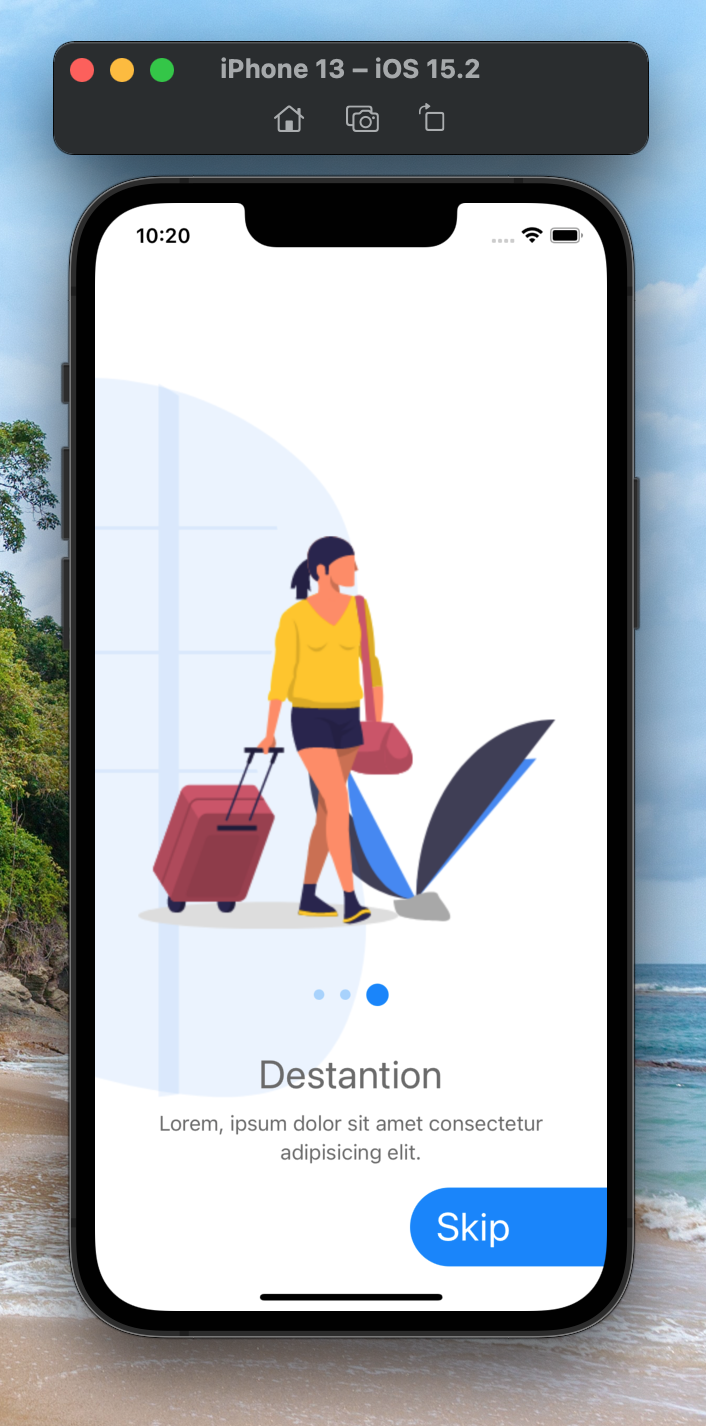 iPhone 13 – iOS 15.2
10:20
Destantion
Lorem, ipsum dolor sit amet consectetur
adipisicing elit.
Skip